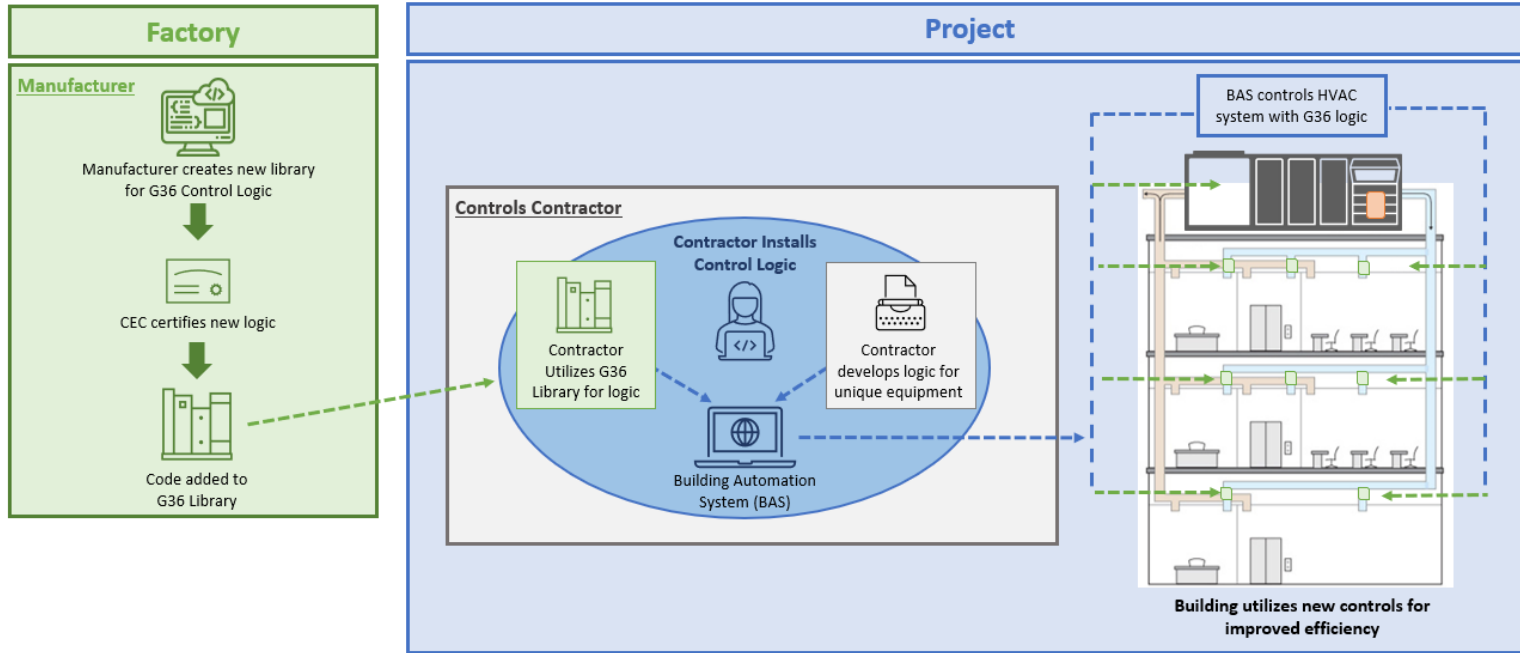 Factory
Project
Manufacturer
Manufacturer creates new library
for G36 Control Logic
CEC certifies new logic
Code added to
G36 Library
Controls Contractor
Contractor Installs
Control Logic
Contractor
Utilizes G36
Library for logic
Contractor
develops logic for
unique equipment
Building Automation
System (BAS)
BAS controls HVAC
system with G36 logic
Building utilizes new controls for
improved efficiency